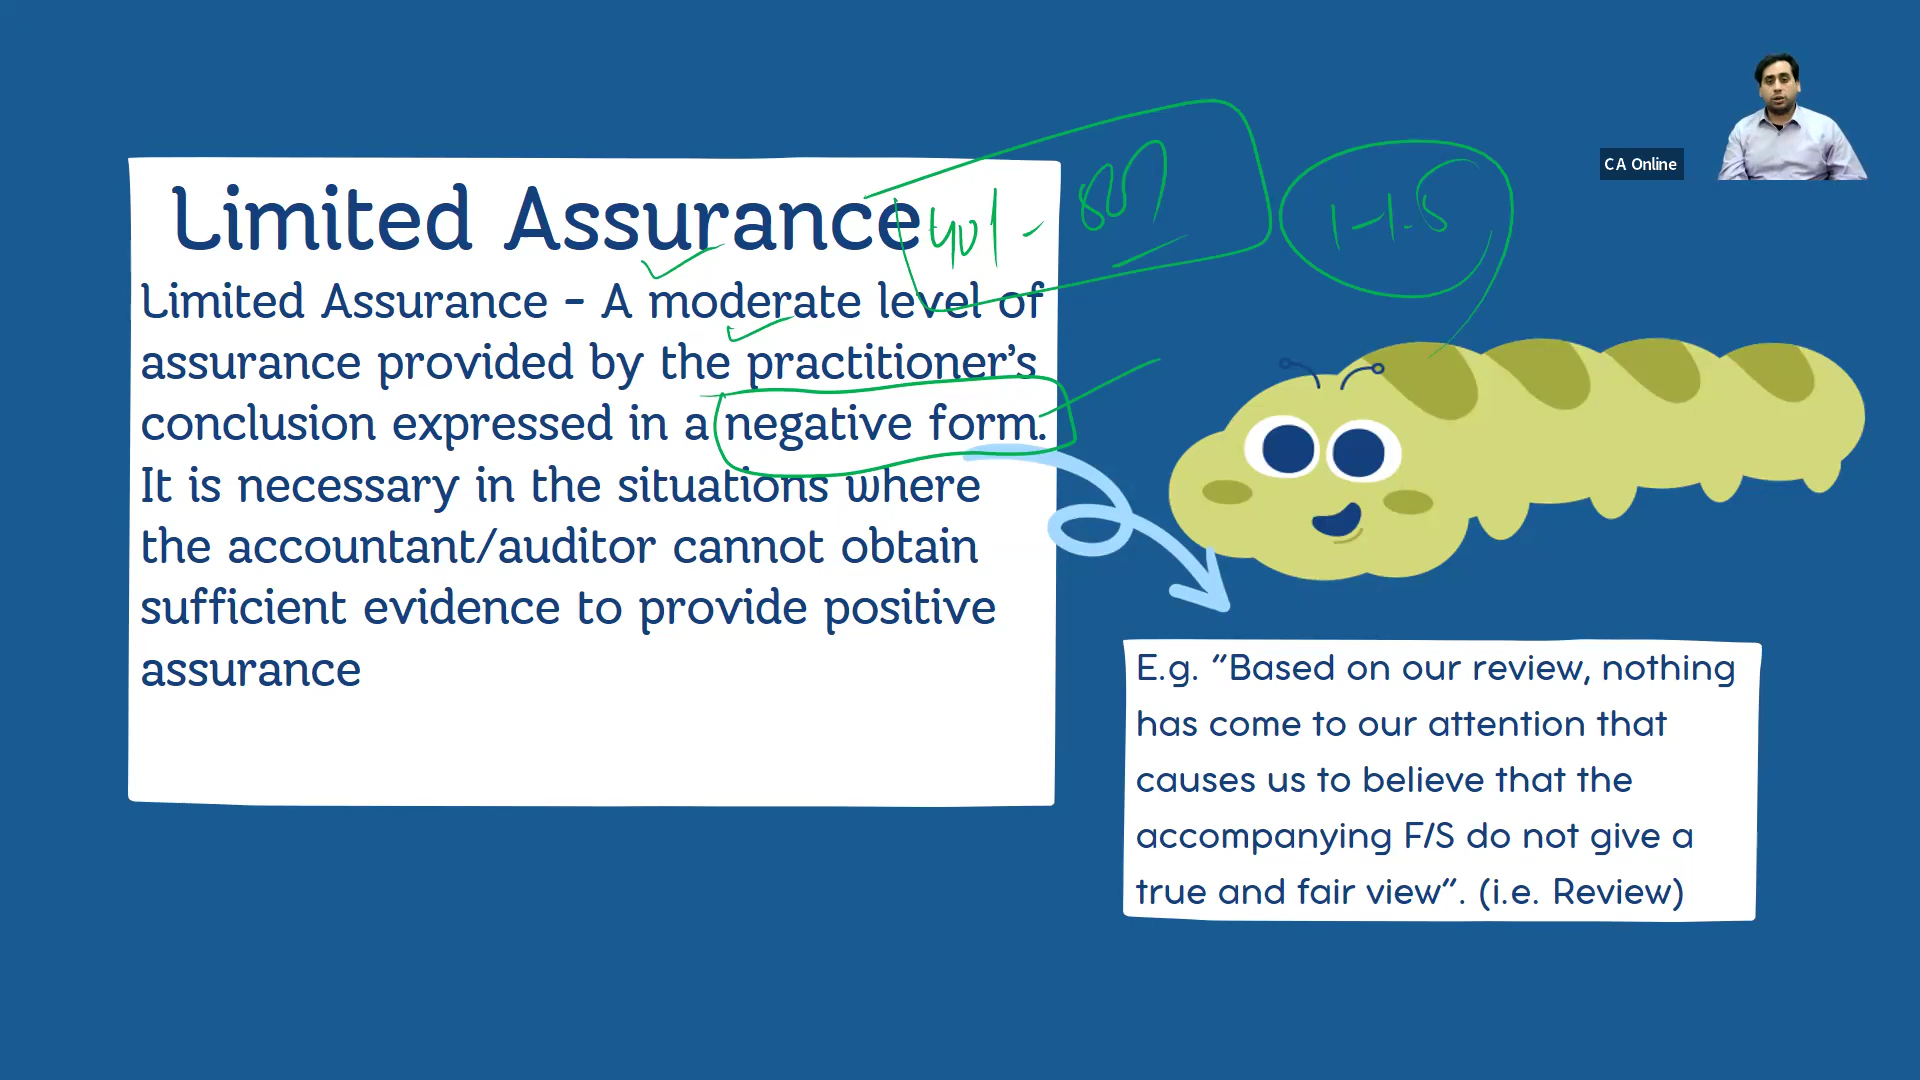 C A Online
Limited Assurance
Limited Assurance - A moderate level of
assurance provided by the practitioner's
conclusion expressed in a negative form.
It is necessary in the situations where
the accountant/auditor cannot obtain
sufficient evidence to provide positive
assurance
1-1.5
E.g. "Based on our review, nothing
has come to our attention that
causes us to believe that the
accompanying F/S do not give a
true and fair view". (i.e. Review)